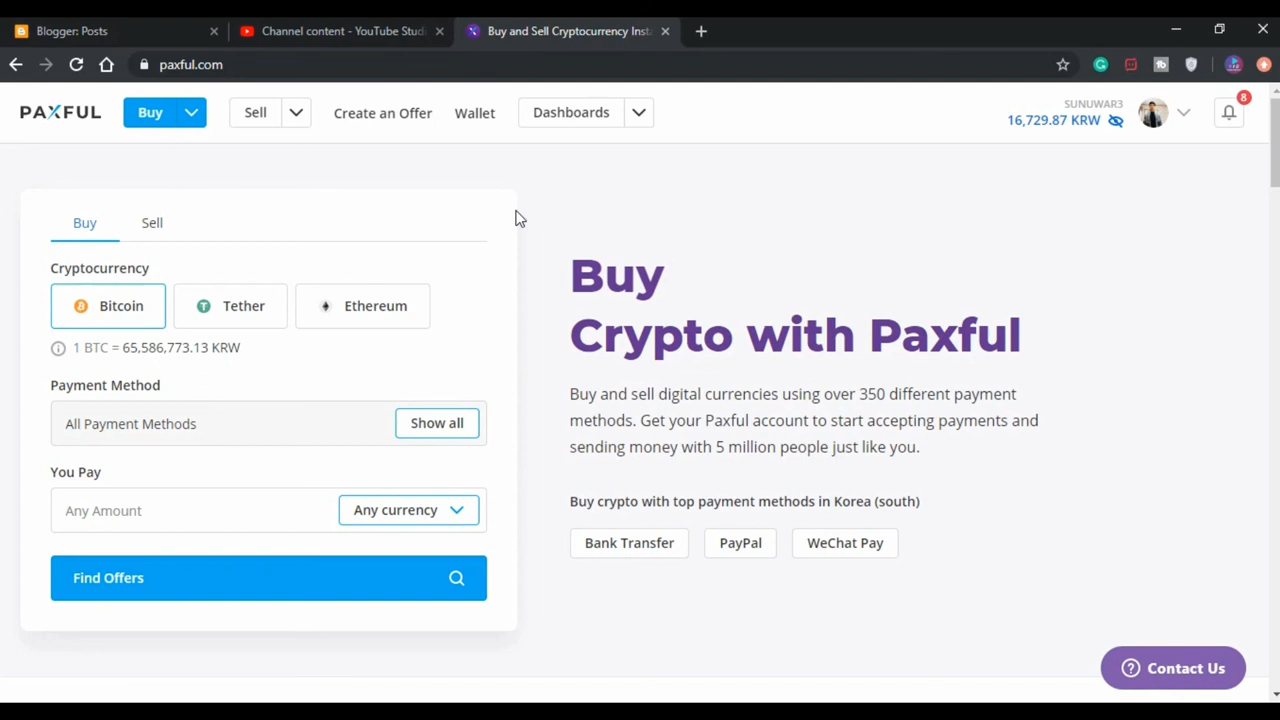 Blogger: Posts
Channel content - YouTube Stud
Buy and Sell Cryptocurrency Insta
paxful.com
PAXFUL
Buy
Sell
Create an Offer
Wallet
Dashboards
SUNUWAR3
16,729.87 KRW
8
Buy
Sell
Cryptocurrency
Bitcoin
Tether
Ethereum
1 BTC = 65,586,773.13 KRW
Payment Method
All Payment Methods
Show all
You Pay
Any Amount
Any currency
Find Offers
Buy
Crypto with Paxful
Buy and sell digital currencies using over 350 different payment
methods. Get your Paxful account to start accepting payments and
sending money with 5 million people just like you.
Buy crypto with top payment methods in Korea (south)
Bank Transfer
PayPal
WeChat Pay
Contact Us